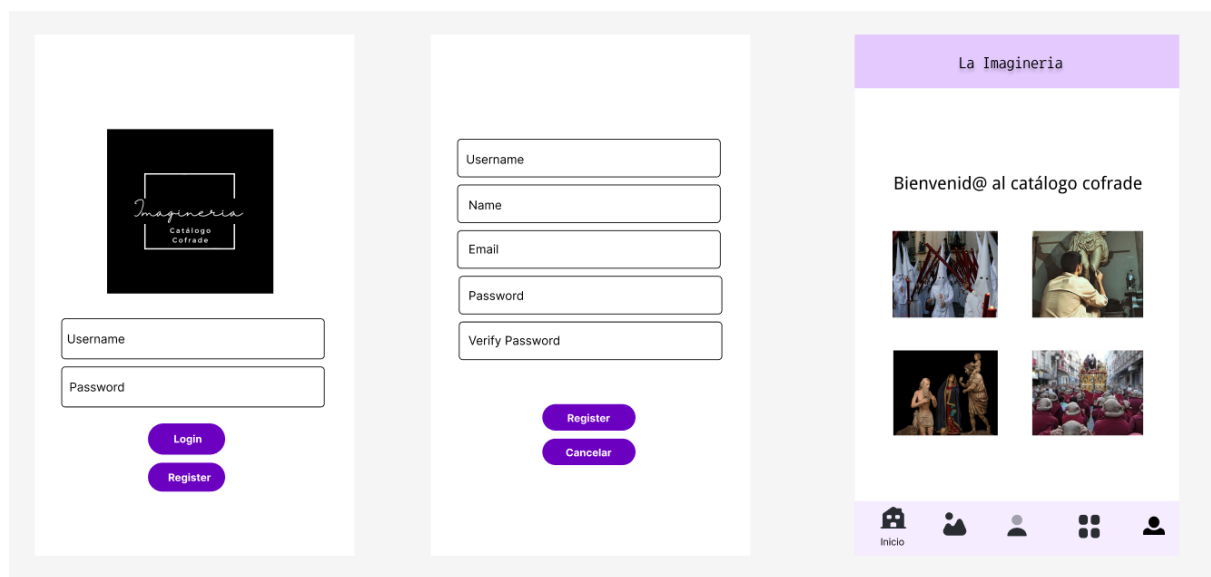 Imagineria
Catálogo
Cofrade
Username
Password
Login
Register
Username
Name
Email
Password
Verify Password
Register
Cancelar
La Imagineria
Bienvenid@ al catálogo cofrade
Inicio